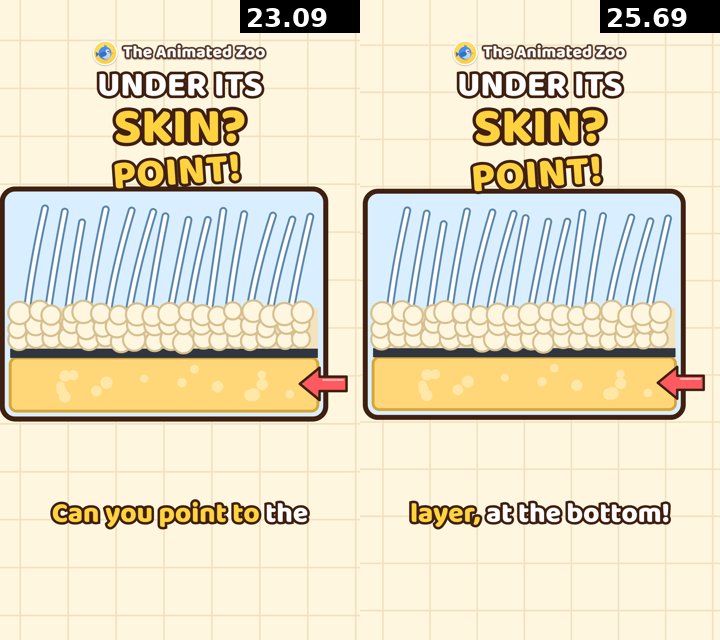 23.09
The Animated Zoo
UNDER ITS
SKIN?
POINT!
Can you point to the
25.69
The Animated Zoo
UNDER ITS
SKIN?
POINT!
layer, at the bottom!